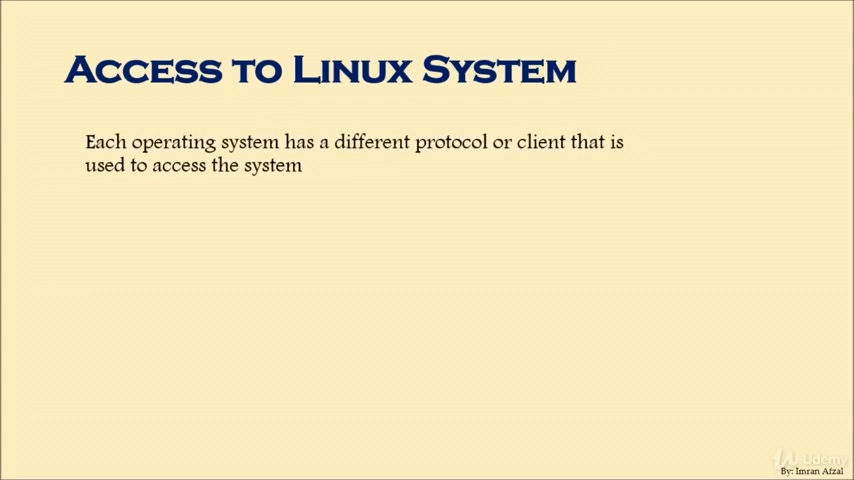 Access to Linux System
Each operating system has a different protocol or client that is
used to access the system
Udemy
By: Imran Afzal